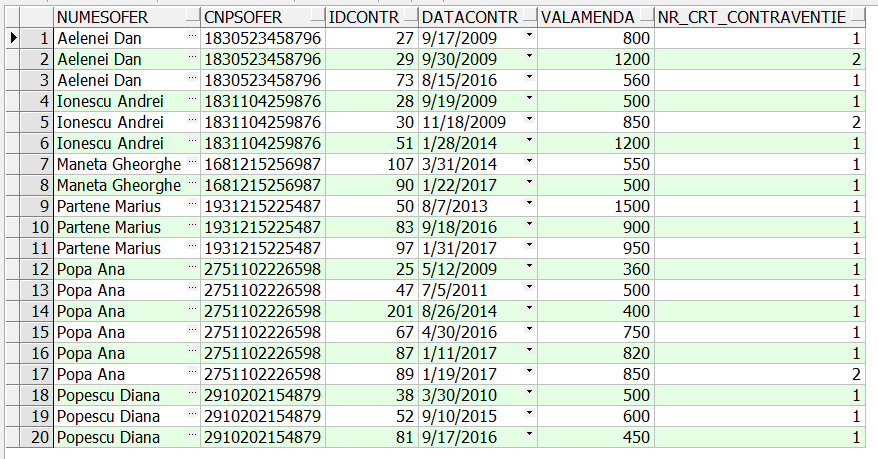 NUMESOFER CNPSOFER IDCONTR DATACONTR VALAMENDA NR_CRT_CONTRAVENTIE
1 Aelenei Dan 1830523458796 27 9/17/2009 800 1
2 Aelenei Dan 1830523458796 29 9/30/2009 1200 2
3 Aelenei Dan 1830523458796 73 8/15/2016 560 1
4 Ionescu Andrei 1831104259876 28 9/19/2009 500 1
5 Ionescu Andrei 1831104259876 30 11/18/2009 850 2
6 Ionescu Andrei 1831104259876 51 1/28/2014 1200 1
7 Maneta Gheorghe 1681215256987 107 3/31/2014 550 1
8 Maneta Gheorghe 1681215256987 90 1/22/2017 500 1
9 Partene Marius 1931215225487 50 8/7/2013 1500 1
10 Partene Marius 1931215225487 83 9/18/2016 900 1
11 Partene Marius 1931215225487 97 1/31/2017 950 1
12 Popa Ana 2751102226598 25 5/12/2009 360 1
13 Popa Ana 2751102226598 47 7/5/2011 500 1
14 Popa Ana 2751102226598 201 8/26/2014 400 1
15 Popa Ana 2751102226598 67 4/30/2016 750 1
16 Popa Ana 2751102226598 87 1/11/2017 820 1
17 Popa Ana 2751102226598 89 1/19/2017 850 2
18 Popescu Diana 2910202154879 38 3/30/2010 500 1
19 Popescu Diana 2910202154879 52 9/10/2015 600 1
20 Popescu Diana 2910202154879 81 9/17/2016 450 1